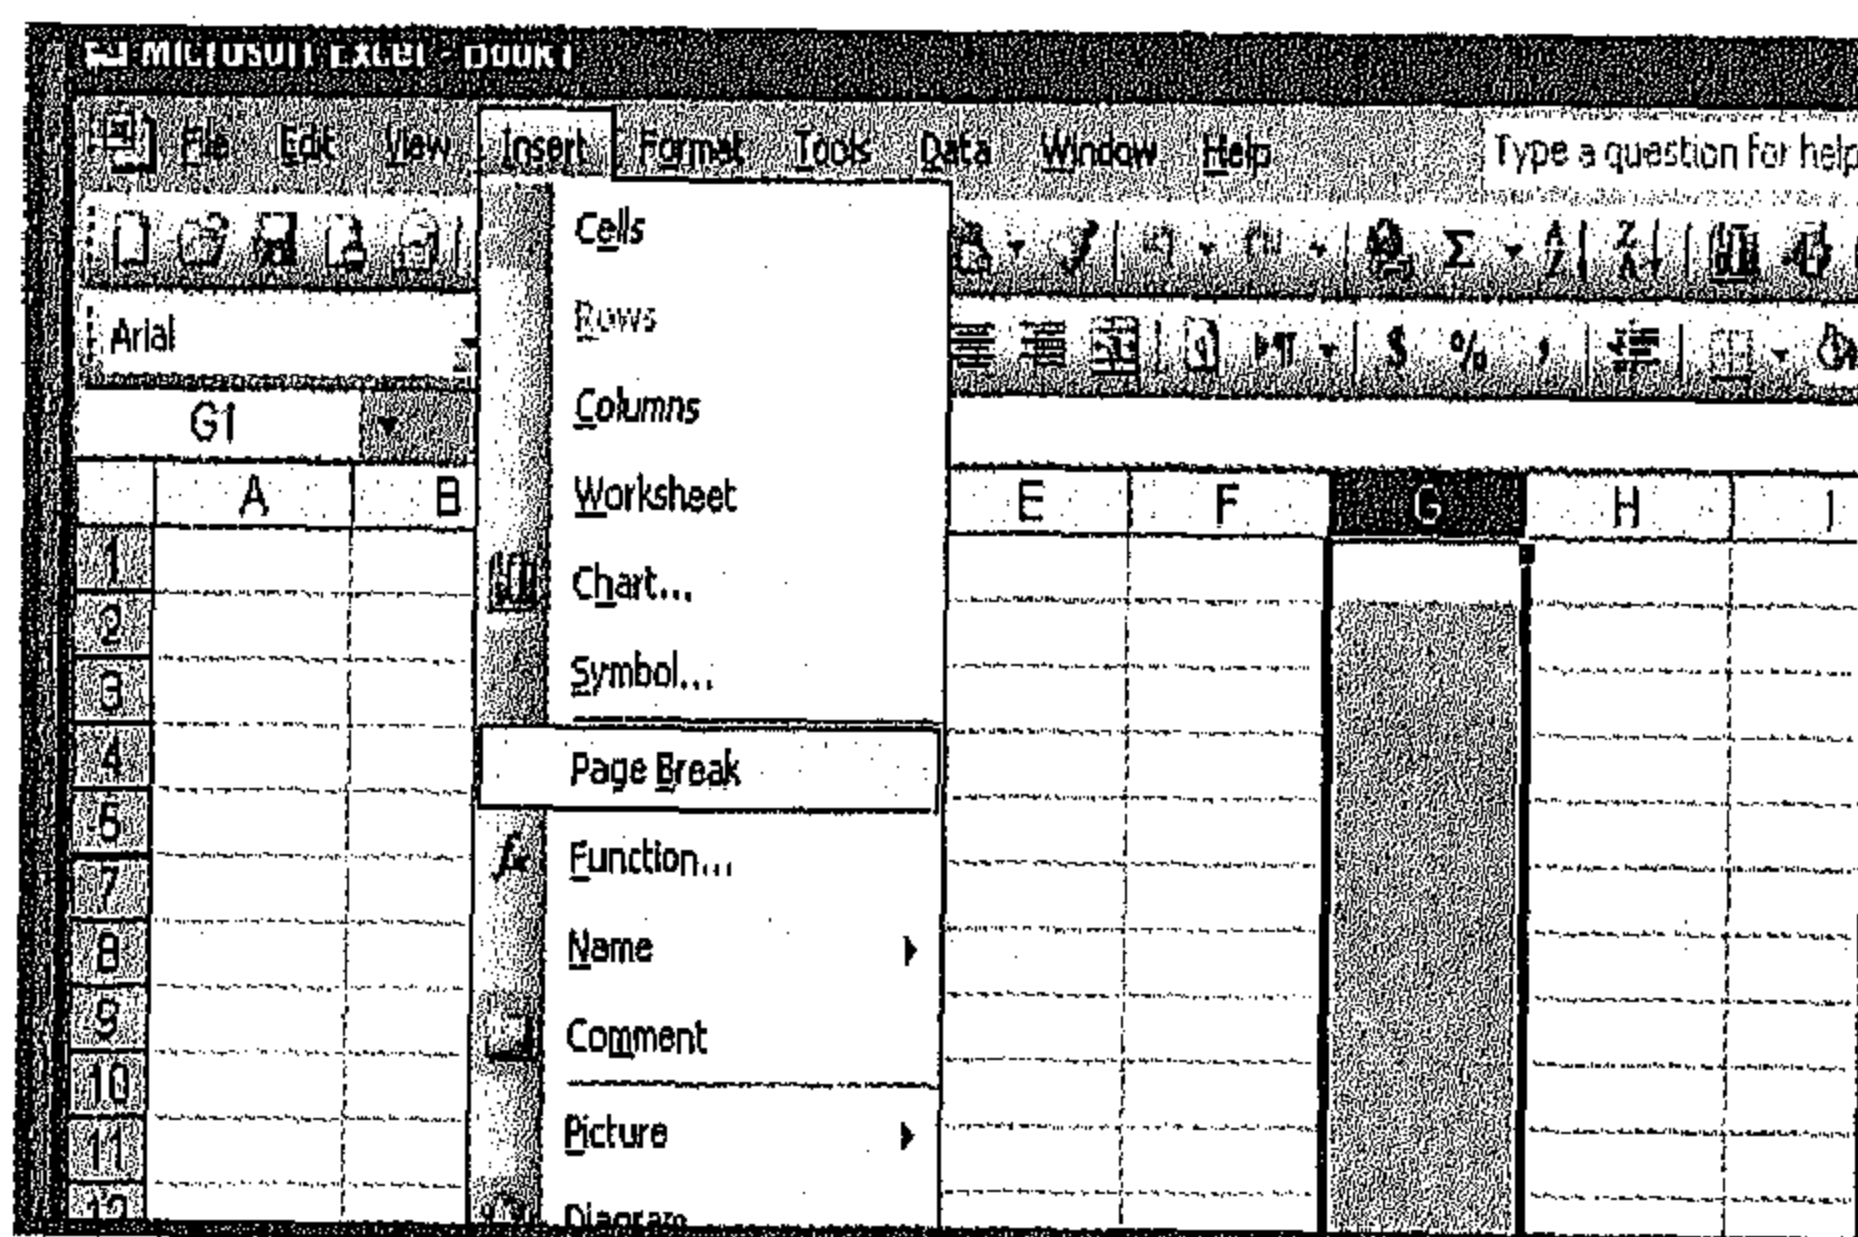 Microsoft Excel - Book1
File Edit View Insert Format Tools Data Window Help Type a question for help
Arial $ % ,
G1
A B E F G H I
Cells
Rows
Columns
Worksheet
Chart...
Symbol...
Page Break
Function...
Name
Comment
Picture
Diagram
1
2
3
4
5
7
8
9
10
11
12